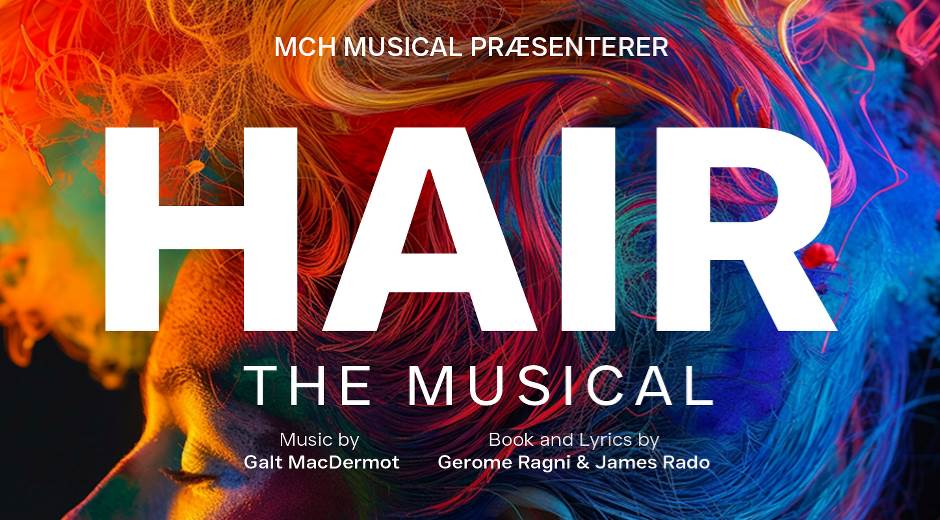 MCH MUSICAL PRÆSENTERER
HAIR
THE MUSICAL
Music by
Galt MacDermot
Book and Lyrics by
Gerome Ragni & James Rado